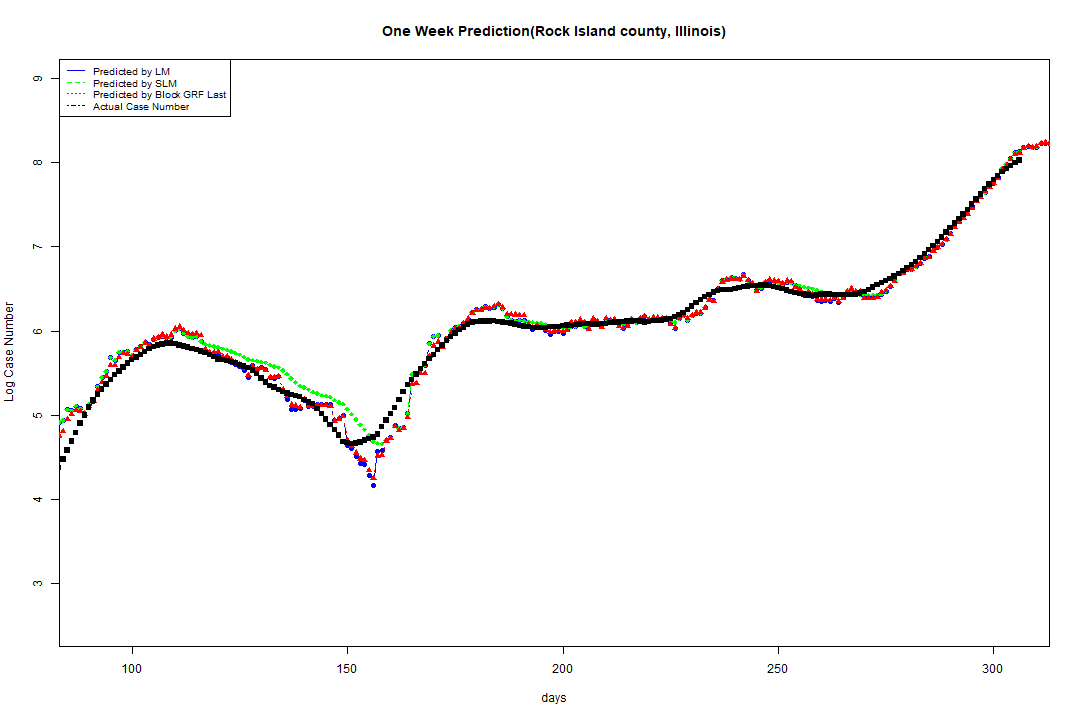 One Week Prediction(Rock Island county, Illinois)
Predicted by LM
Predicted by SLM
Predicted by Block GRF Last
Actual Case Number
Log Case Number
9
8
7
6
5
4
3
100 150 200 250 300
days